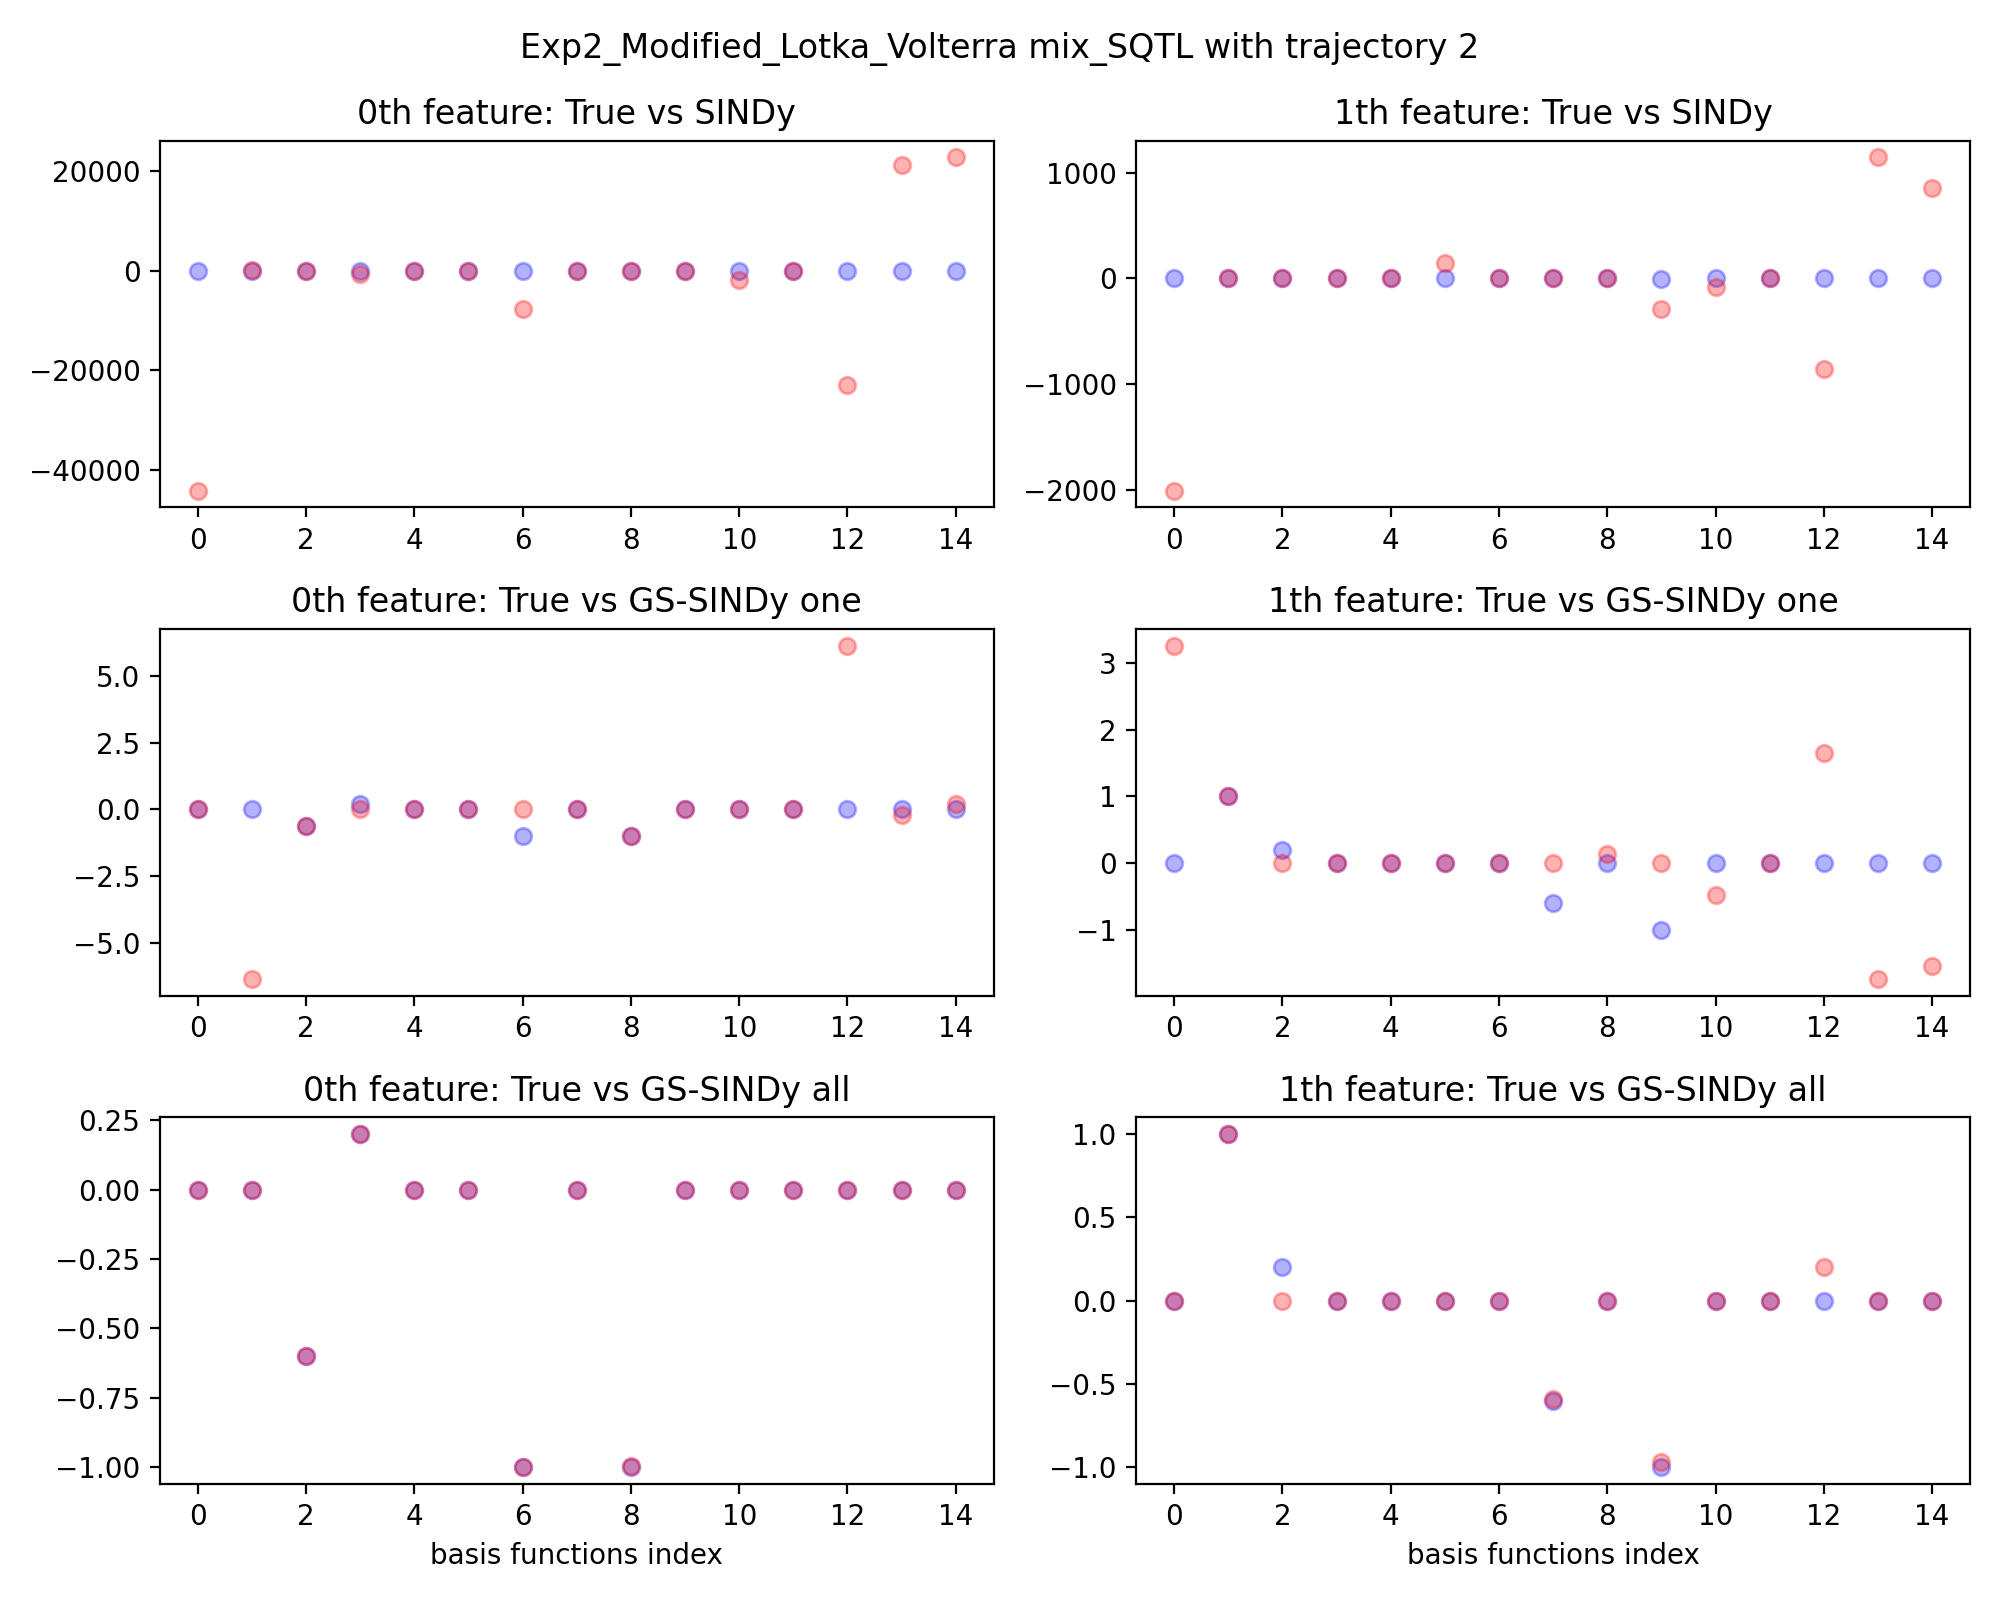 Exp2_Modified_Lotka_Volterra mix_SQTL with trajectory 2
0th feature: True vs SINDy
20000
0
−20000
−40000
0 2 4 6 8 10 12 14
1th feature: True vs SINDy
1000
0
−1000
−2000
0 2 4 6 8 10 12 14
0th feature: True vs GS-SINDy one
5.0
2.5
0.0
−2.5
−5.0
0 2 4 6 8 10 12 14
1th feature: True vs GS-SINDy one
3
2
1
0
−1
0 2 4 6 8 10 12 14
0th feature: True vs GS-SINDy all
0.25
0.00
−0.25
−0.50
−0.75
−1.00
0 2 4 6 8 10 12 14
basis functions index
1th feature: True vs GS-SINDy all
1.0
0.5
0.0
−0.5
−1.0
0 2 4 6 8 10 12 14
basis functions index